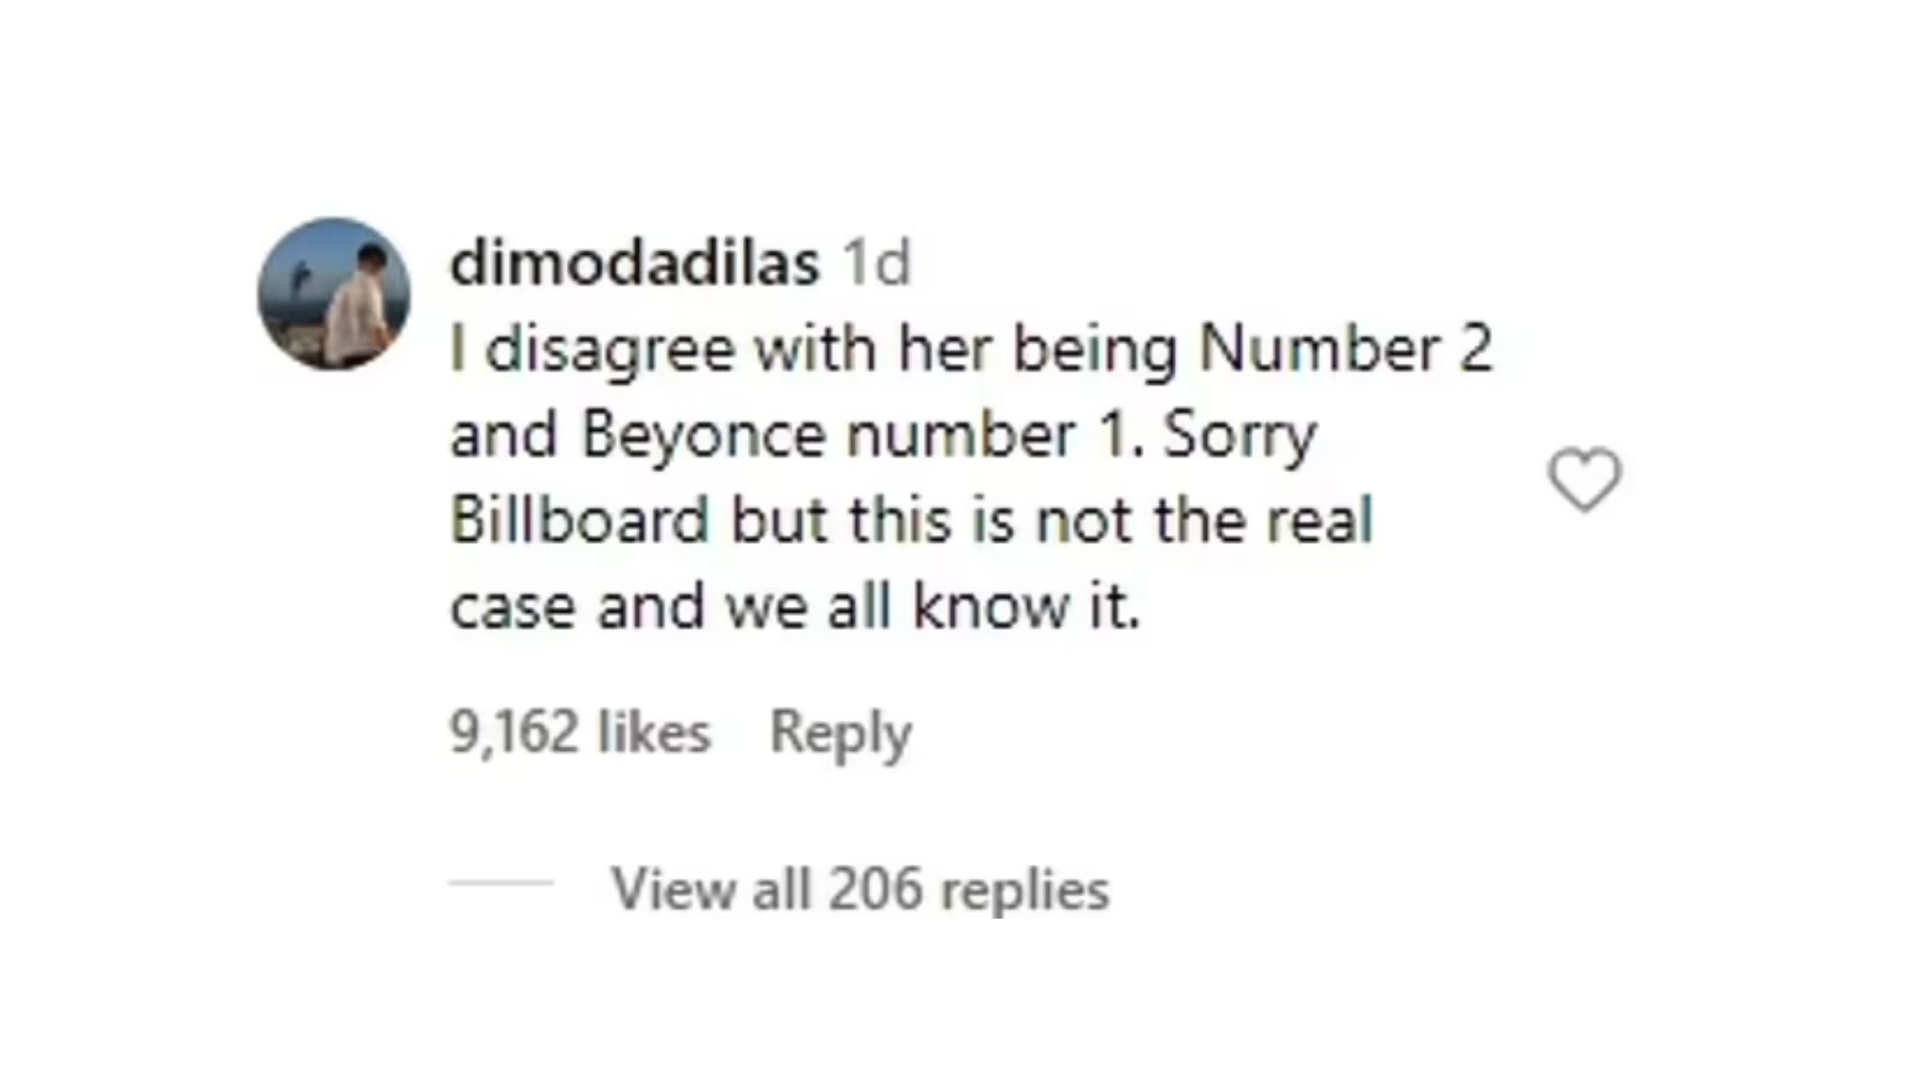 dimodadilas 1d
I disagree with her being Number 2
and Beyonce number 1. Sorry
Billboard but this is not the real
case and we all know it.
9,162 likes Reply
View all 206 replies